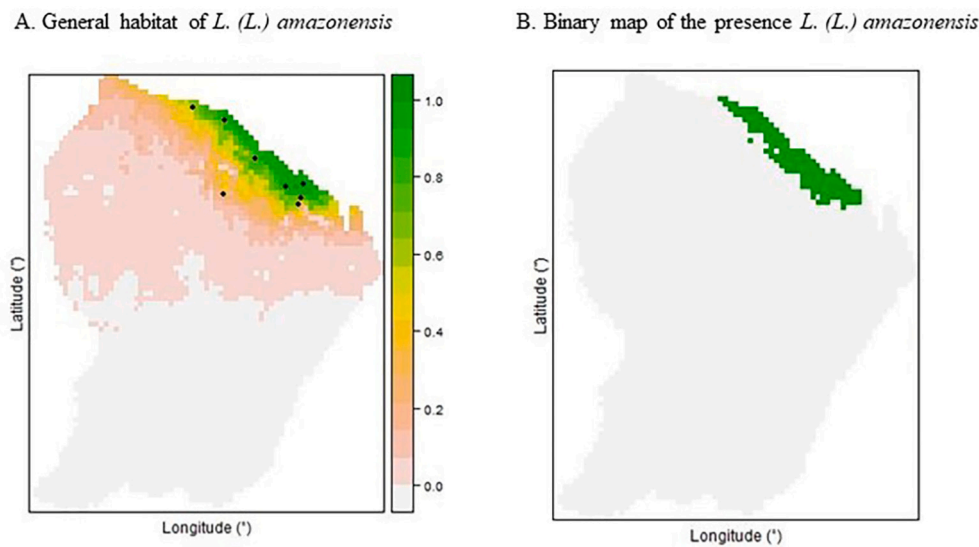 A. General habitat of L. (L.) amazonensis
B. Binary map of the presence L. (L.) amazonensis
1.0
0.8
0.6
0.4
0.2
0.0
Latitude (°)
Longitude (°)
Latitude (°)
Longitude (°)